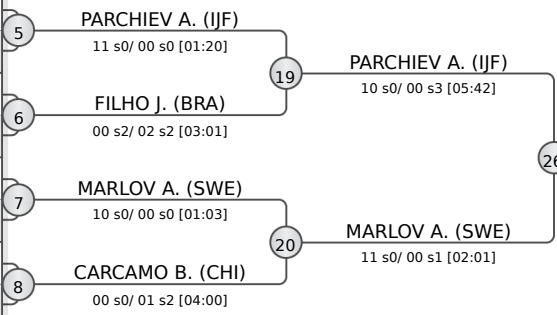 PARCHIEV A. (IJF)
5
11 s0/ 00 s0 [01:20]
19
PARCHIEV A. (IJF)
10 s0/ 00 s3 [05:42]
FILHO J. (BRA)
6
00 s2/ 02 s2 [03:01]
26
MARLOV A. (SWE)
7
10 s0/ 00 s0 [01:03]
20
MARLOV A. (SWE)
11 s0/ 00 s1 [02:01]
CARCAMO B. (CHI)
8
00 s0/ 01 s2 [04:00]